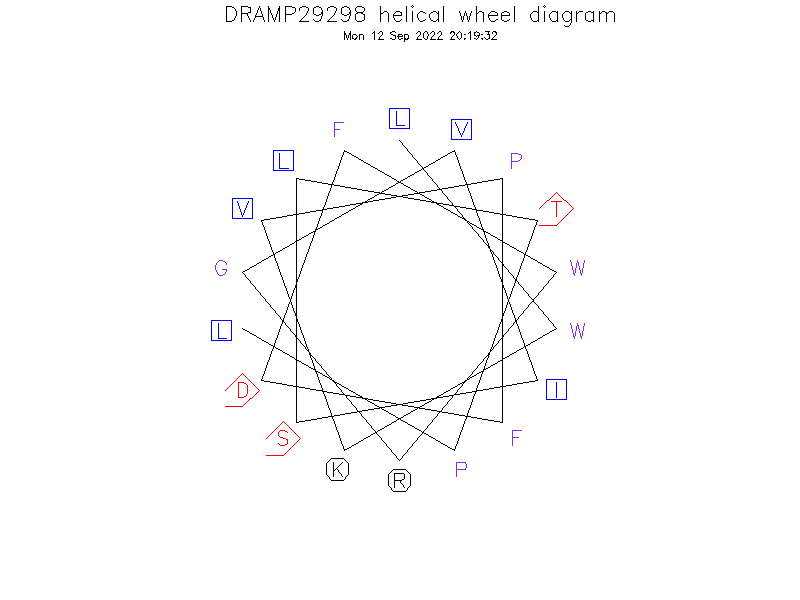 DRAMP29298 helical wheel diagram
Mon 12 Sep 2022 20:19:32
L
F V
L P
V T
G W
L W
D I
S F
K P
R